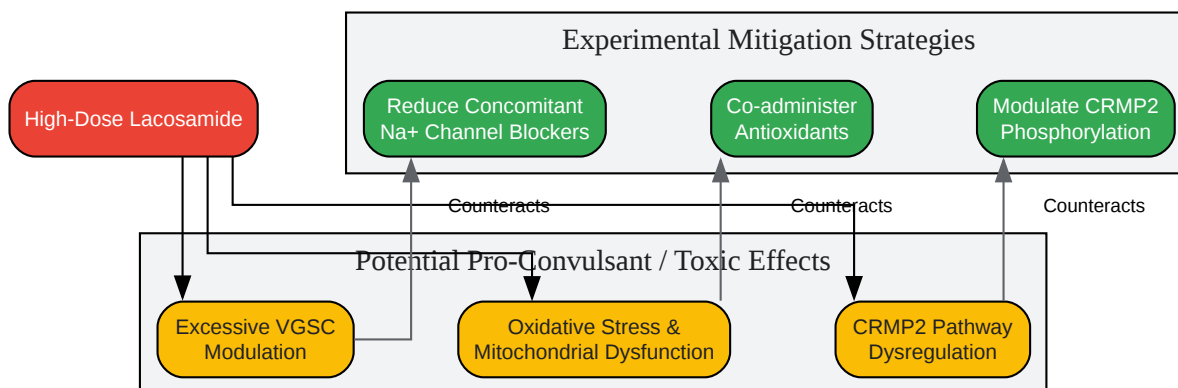 Experimental Mitigation Strategies
High-Dose Lacosamide
Reduce Concomitant
Na+ Channel Blockers
Co-administer
Antioxidants
Modulate CRMP2
Phosphorylation
Counteracts
Counteracts
Counteracts
Potential Pro-Convulsant / Toxic Effects
Excessive VGSC
Modulation
Oxidative Stress &
Mitochondrial Dysfunction
CRMP2 Pathway
Dysregulation